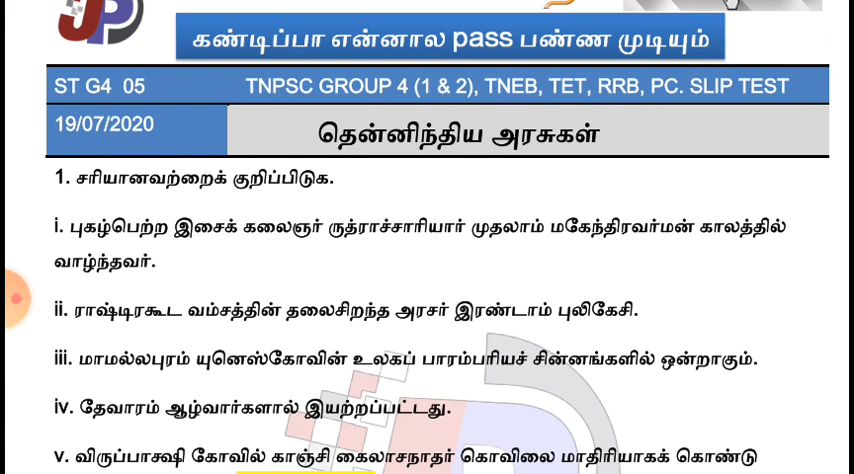 JP
கண்டிப்பா என்னால pass பண்ண முடியும்
ST G4 05 TNPSC GROUP 4 (1 & 2), TNEB, TET, RRB, PC. SLIP TEST
19/07/2020 தென்னிந்திய அரசுகள்
1. சரியானவற்றைக் குறிப்பிடுக.
i. புகழ்பெற்ற இசைக் கலைஞர் ருத்ராச்சாரியார் முதலாம் மகேந்திரவர்மன் காலத்தில்
வாழ்ந்தவர்.
ii. ராஷ்டிரகூட வம்சத்தின் தலைசிறந்த அரசர் இரண்டாம் புலிகேசி.
iii. மாமல்லபுரம் யுனெஸ்கோவின் உலகப் பாரம்பரியச் சின்னங்களில் ஒன்றாகும்.
iv. தேவாரம் ஆழ்வார்களால் இயற்றப்பட்டது.
v. விருப்பாக்ஷி கோவில் காஞ்சி கைலாசநாதர் கொவிலை மாதிரியாகக் கொண்டு